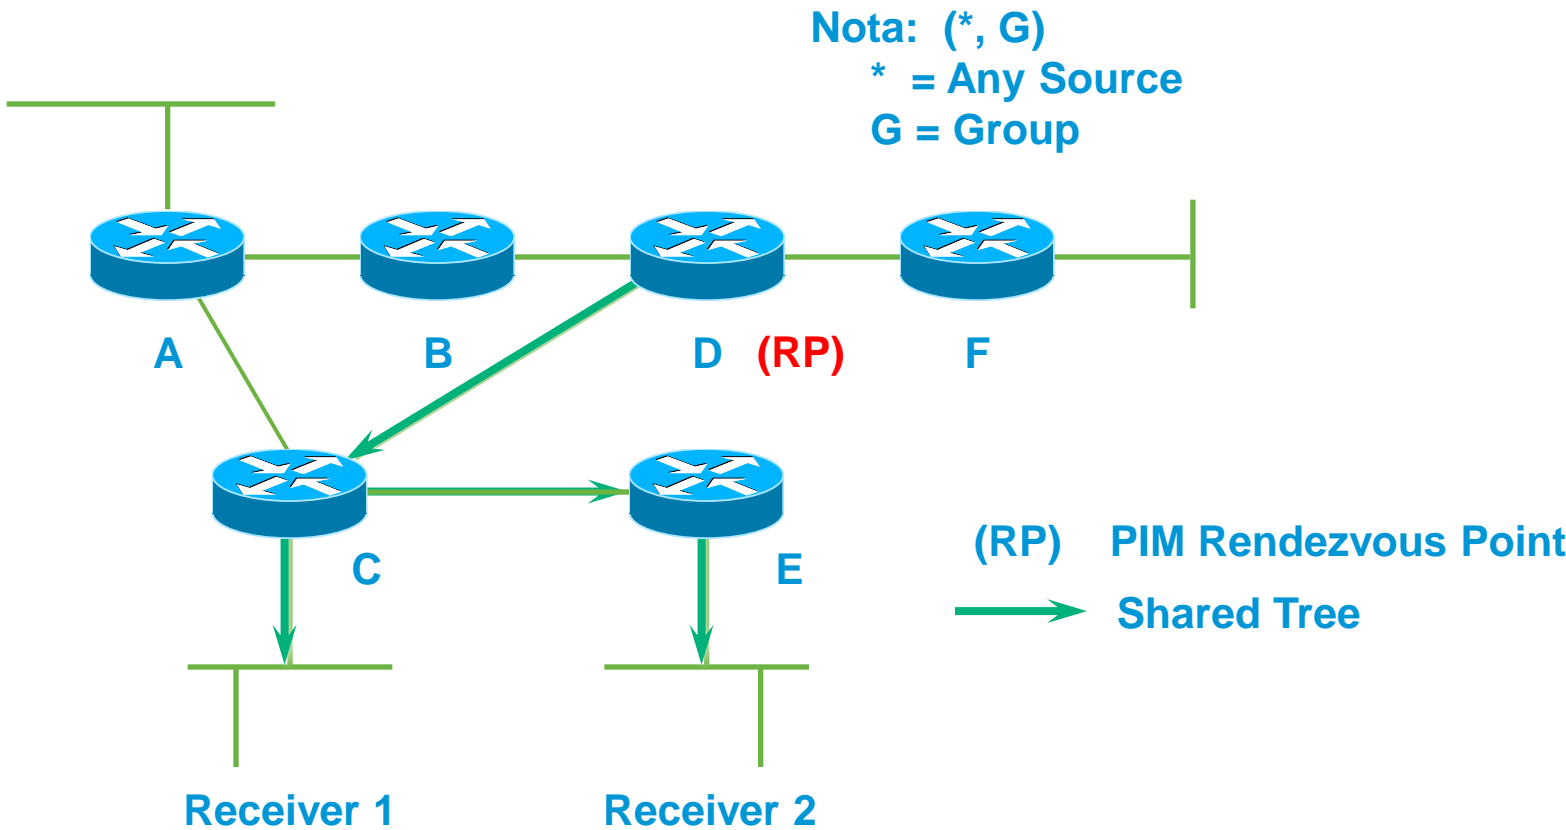 Nota: (*, G)
* = Any Source
G = Group
A
B
D (RP)
F
C
E
(RP) PIM Rendezvous Point
Shared Tree
Receiver 1
Receiver 2